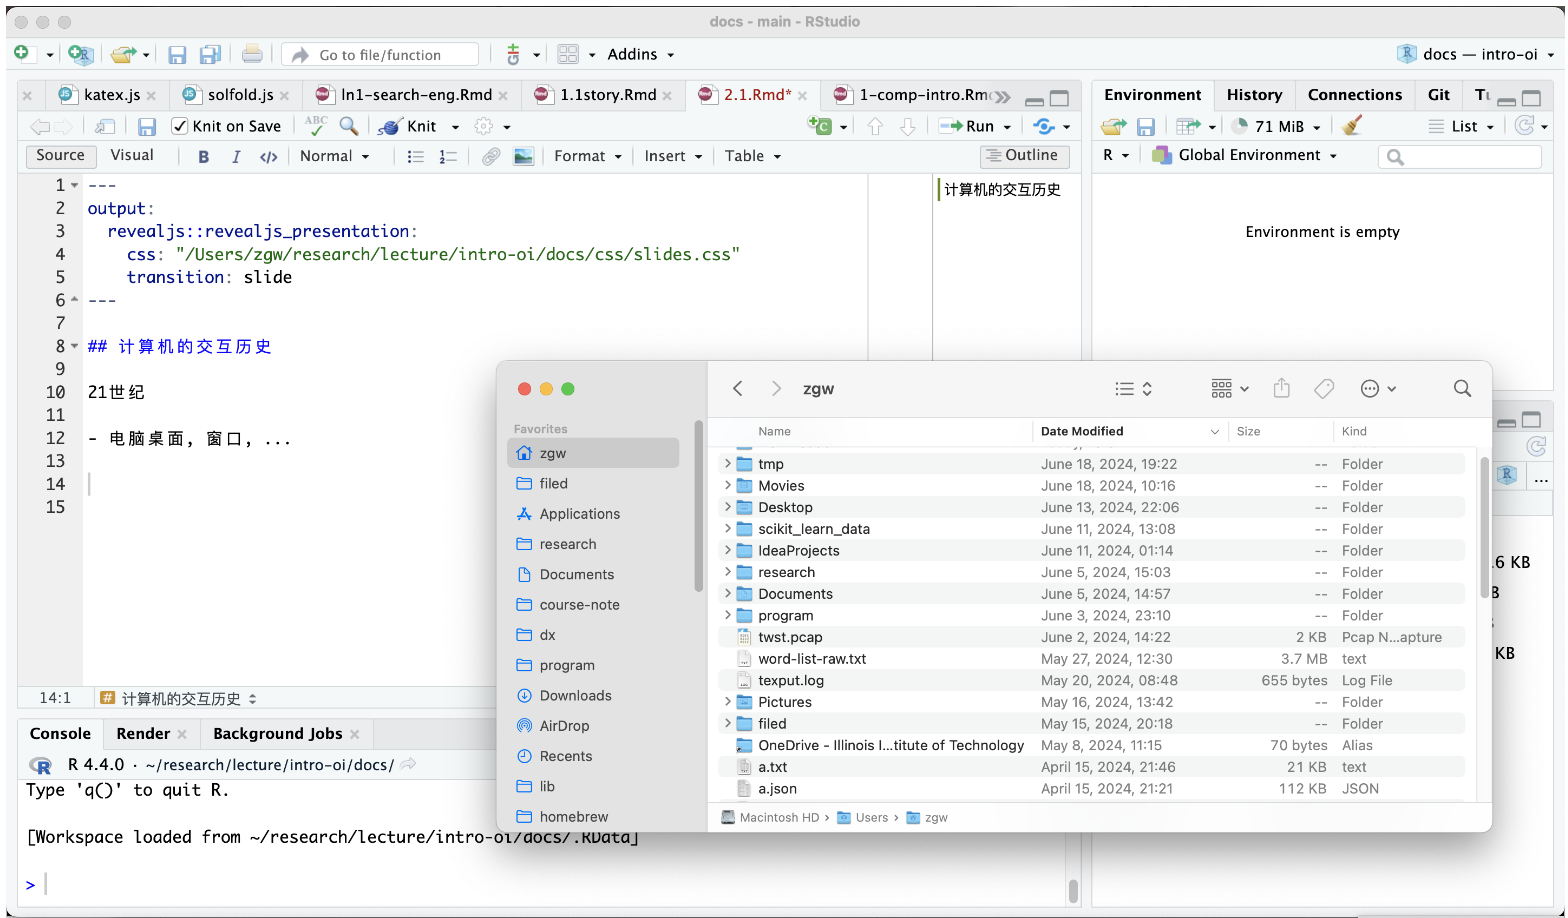 docs - main - RStudio
Go to file/function
Addins
docs — intro-oi
katex.js
solfold.js
ln1-search-eng.Rmd
1.1story.Rmd
2.1.Rmd*
1-comp-intro.Rmd
Knit on Save
ABC
Knit
Run
Source
Visual
B
I
</>
Normal
Format
Insert
Table
Outline
1 ---
2 output:
3 revealjs::revealjs_presentation:
4 css: "/Users/zgw/research/lecture/intro-oi/docs/css/slides.css"
5 transition: slide
6 ---
7
8 ## 计算机的交互历史
9
10 21世纪
11
12 - 电脑桌面，窗口，...
13
14
15
计算机的交互历史
14:1
# 计算机的交互历史
Environment
History
Connections
Git
71 MiB
List
R
Global Environment
Environment is empty
Console
Render
Background Jobs
R 4.4.0 · ~/research/lecture/intro-oi/docs/
Type 'q()' to quit R.
[Workspace loaded from ~/research/lecture/intro-oi/docs/.RData]
>
Favorites
zgw
filed
Applications
research
Documents
course-note
dx
program
Downloads
AirDrop
Recents
lib
homebrew
zgw
Name Date Modified Size Kind
tmp June 18, 2024, 19:22 -- Folder
Movies June 18, 2024, 10:16 -- Folder
Desktop June 13, 2024, 22:06 -- Folder
scikit_learn_data June 11, 2024, 13:08 -- Folder
IdeaProjects June 11, 2024, 01:14 -- Folder
research June 5, 2024, 15:03 -- Folder
Documents June 5, 2024, 14:57 -- Folder
program June 3, 2024, 23:10 -- Folder
twst.pcap June 2, 2024, 14:22 2 KB Pcap N...apture
word-list-raw.txt May 27, 2024, 12:30 3.7 MB text
texput.log May 20, 2024, 08:48 655 bytes Log File
Pictures May 16, 2024, 13:42 -- Folder
filed May 15, 2024, 20:18 -- Folder
OneDrive - Illinois I...titute of Technology May 8, 2024, 11:15 70 bytes Alias
a.txt April 15, 2024, 21:46 21 KB text
a.json April 15, 2024, 21:21 112 KB JSON
Macintosh HD › Users › zgw
...
.6 KB
B
KB